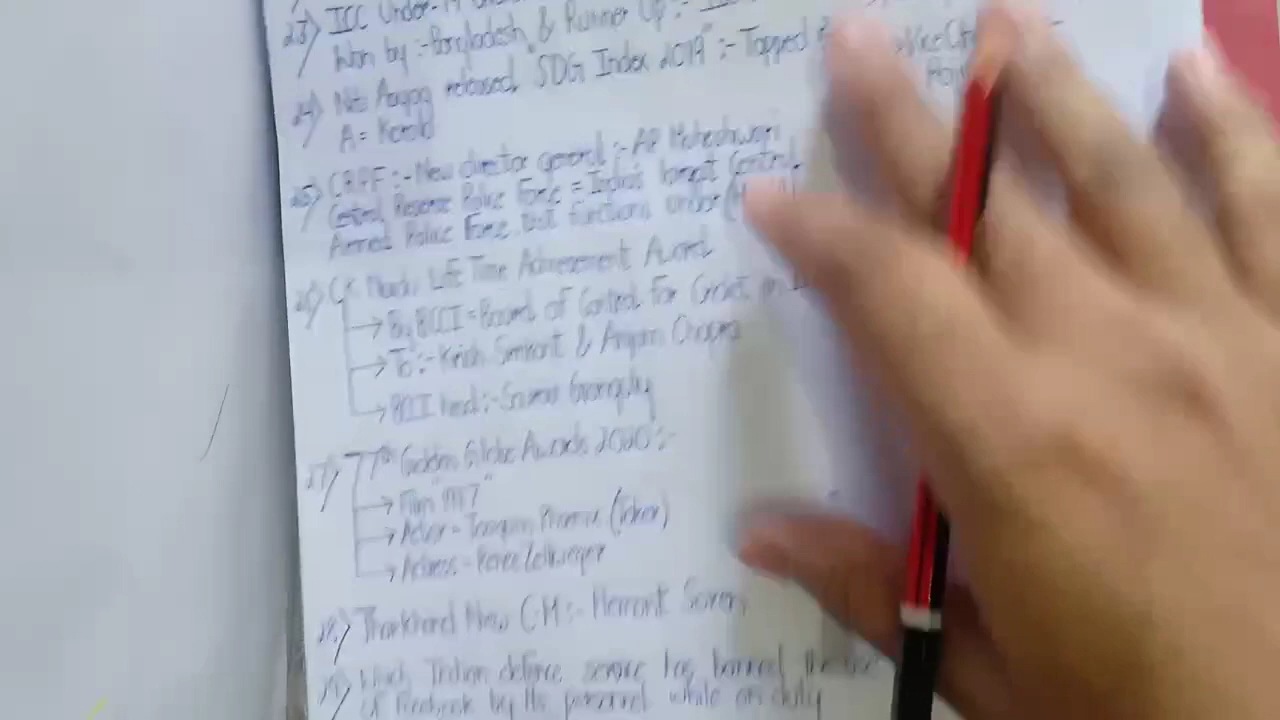 23) ICC Under-19
Won by :- Bangladesh & Runner Up :-
24) Niti Aayog released "SDG Index 2019" :- Topped
A = Kerala
25) CRPF :- New director general :- AP Maheshwari
Central Reserve Police Force = India's largest Central
Armed Police Force that functions under
26) CK Naidu Life Time Achievement Award
→ By BCCI = Board of Control For Cricket in
→ To :- Krish Srikkant & Anjum Chopra
→ BCCI head :- Sourav Ganguly
27) 77th Golden Globe Awards 2020 :-
→ Film "1917"
→ Actor - Joaquin Phoenix (Joker)
→ Actress - Renee Zellweger
28) Jharkhand New CM :- Hemant Soren
29) Which Indian defence service has banned the use
of Facebook by its personnel while on duty